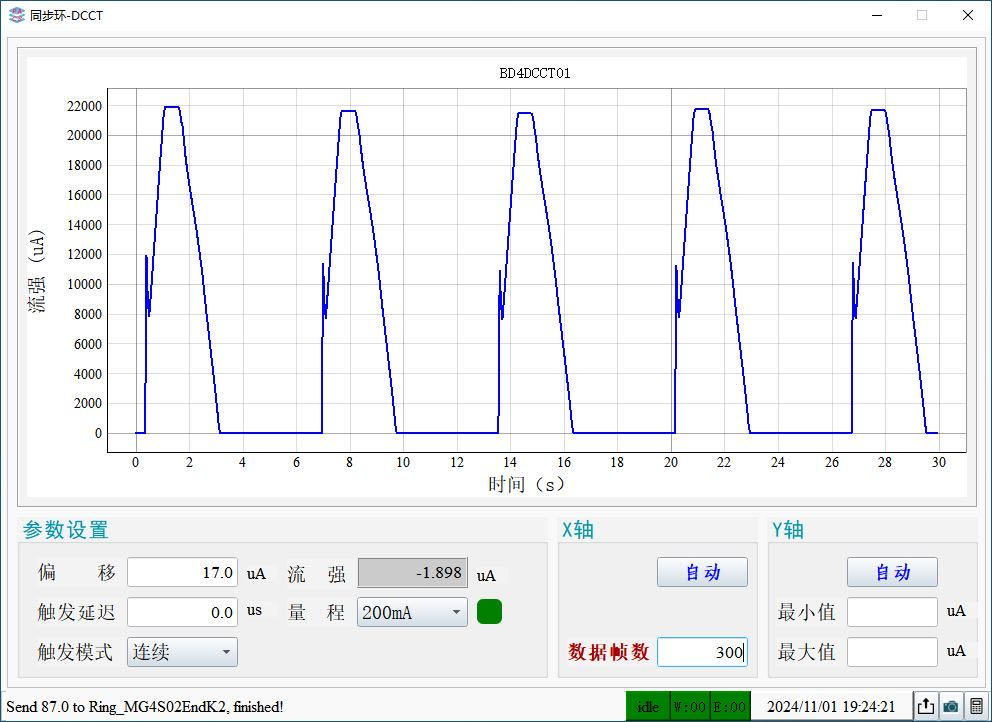 同步环-DCCT
BD4DCCT01
22000
20000
18000
16000
14000
12000
10000
8000
6000
4000
2000
0
流强 (uA)
0 2 4 6 8 10 12 14 16 18 20 22 24 26 28 30
时间 (s)
参数设置
偏 移 17.0 uA 流 强 -1.898 uA
触发延迟 0.0 us 量 程 200mA
触发模式 连续
X轴
自动
数据帧数 300
Y轴
自动
最小值 uA
最大值 uA
Send 87.0 to Ring_MG4S02EndK2, finished!
idle W:00 E:00 2024/11/01 19:24:21